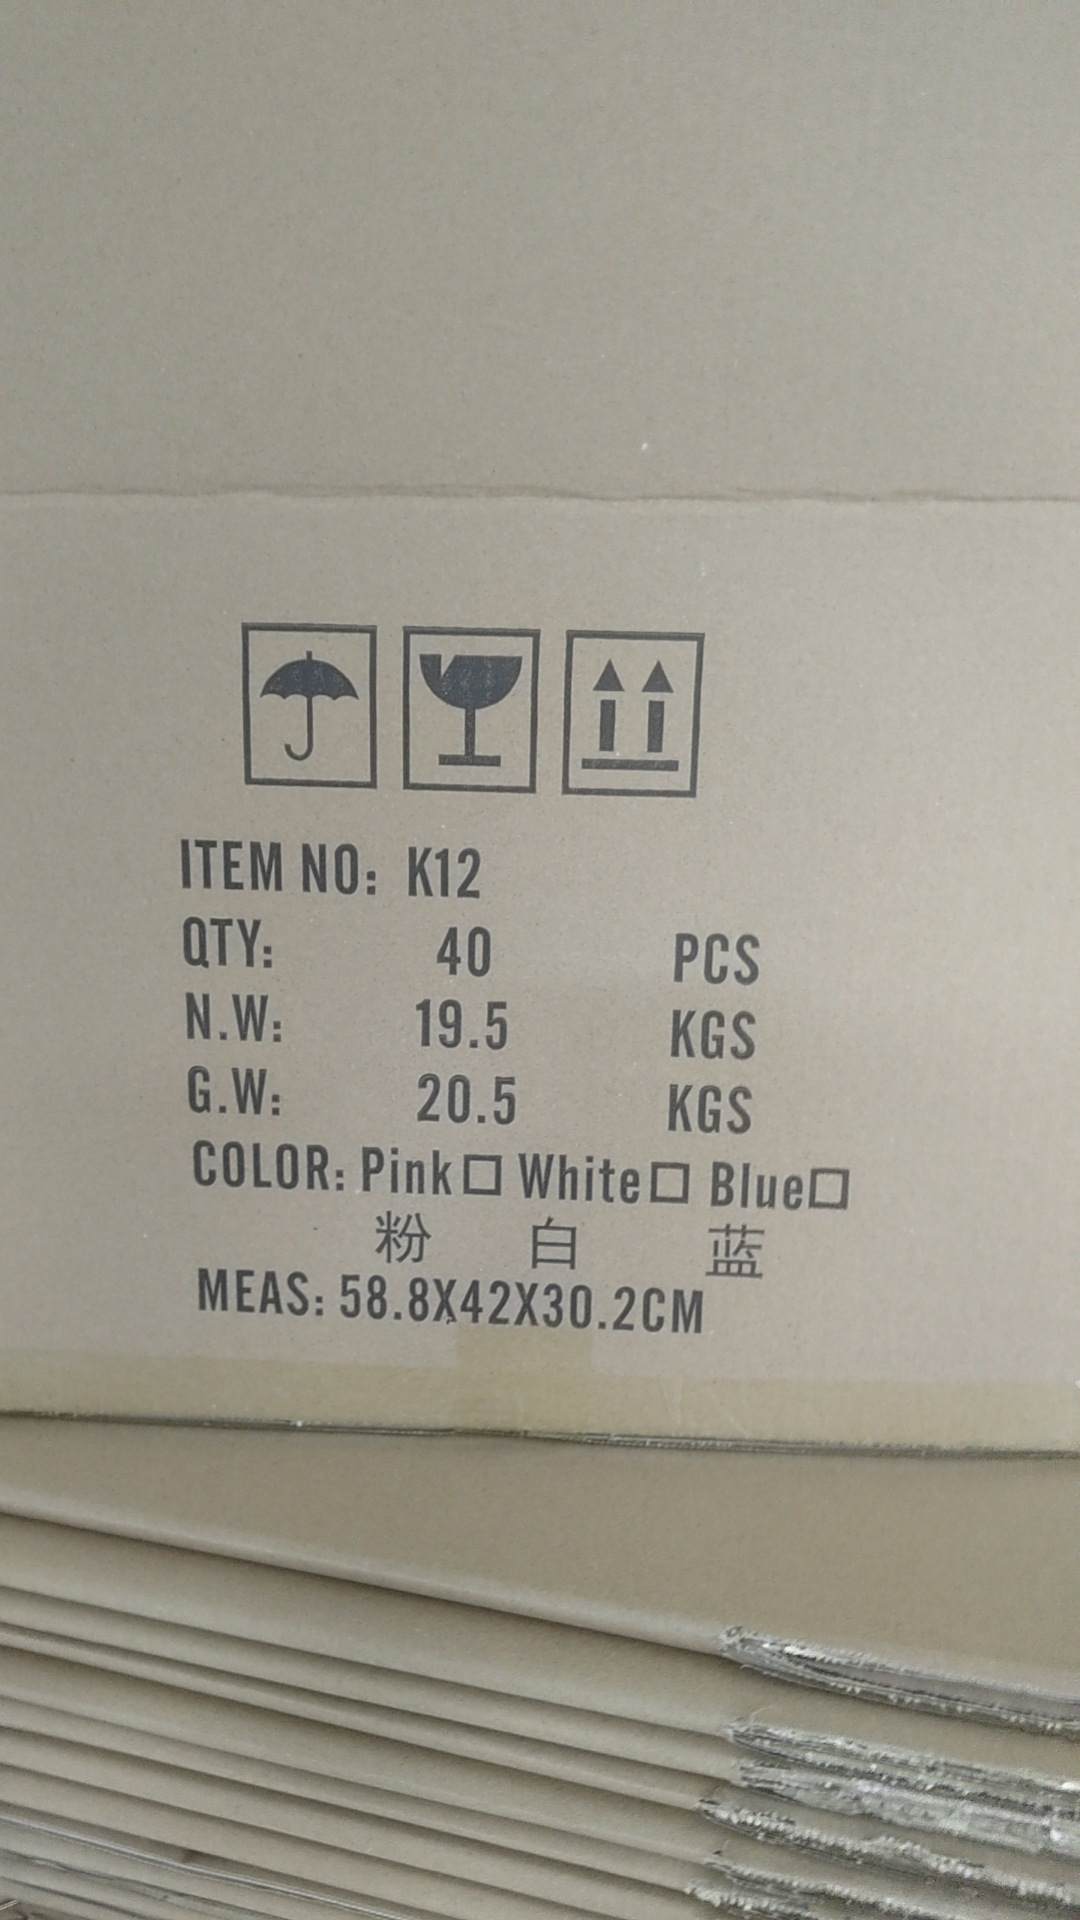 ITEM NO: K12
QTY: 40 PCS
N.W: 19.5 KGS
G.W: 20.5 KGS
COLOR: Pink□ White□ Blue□
粉 白 蓝
MEAS: 58.8X42X30.2CM